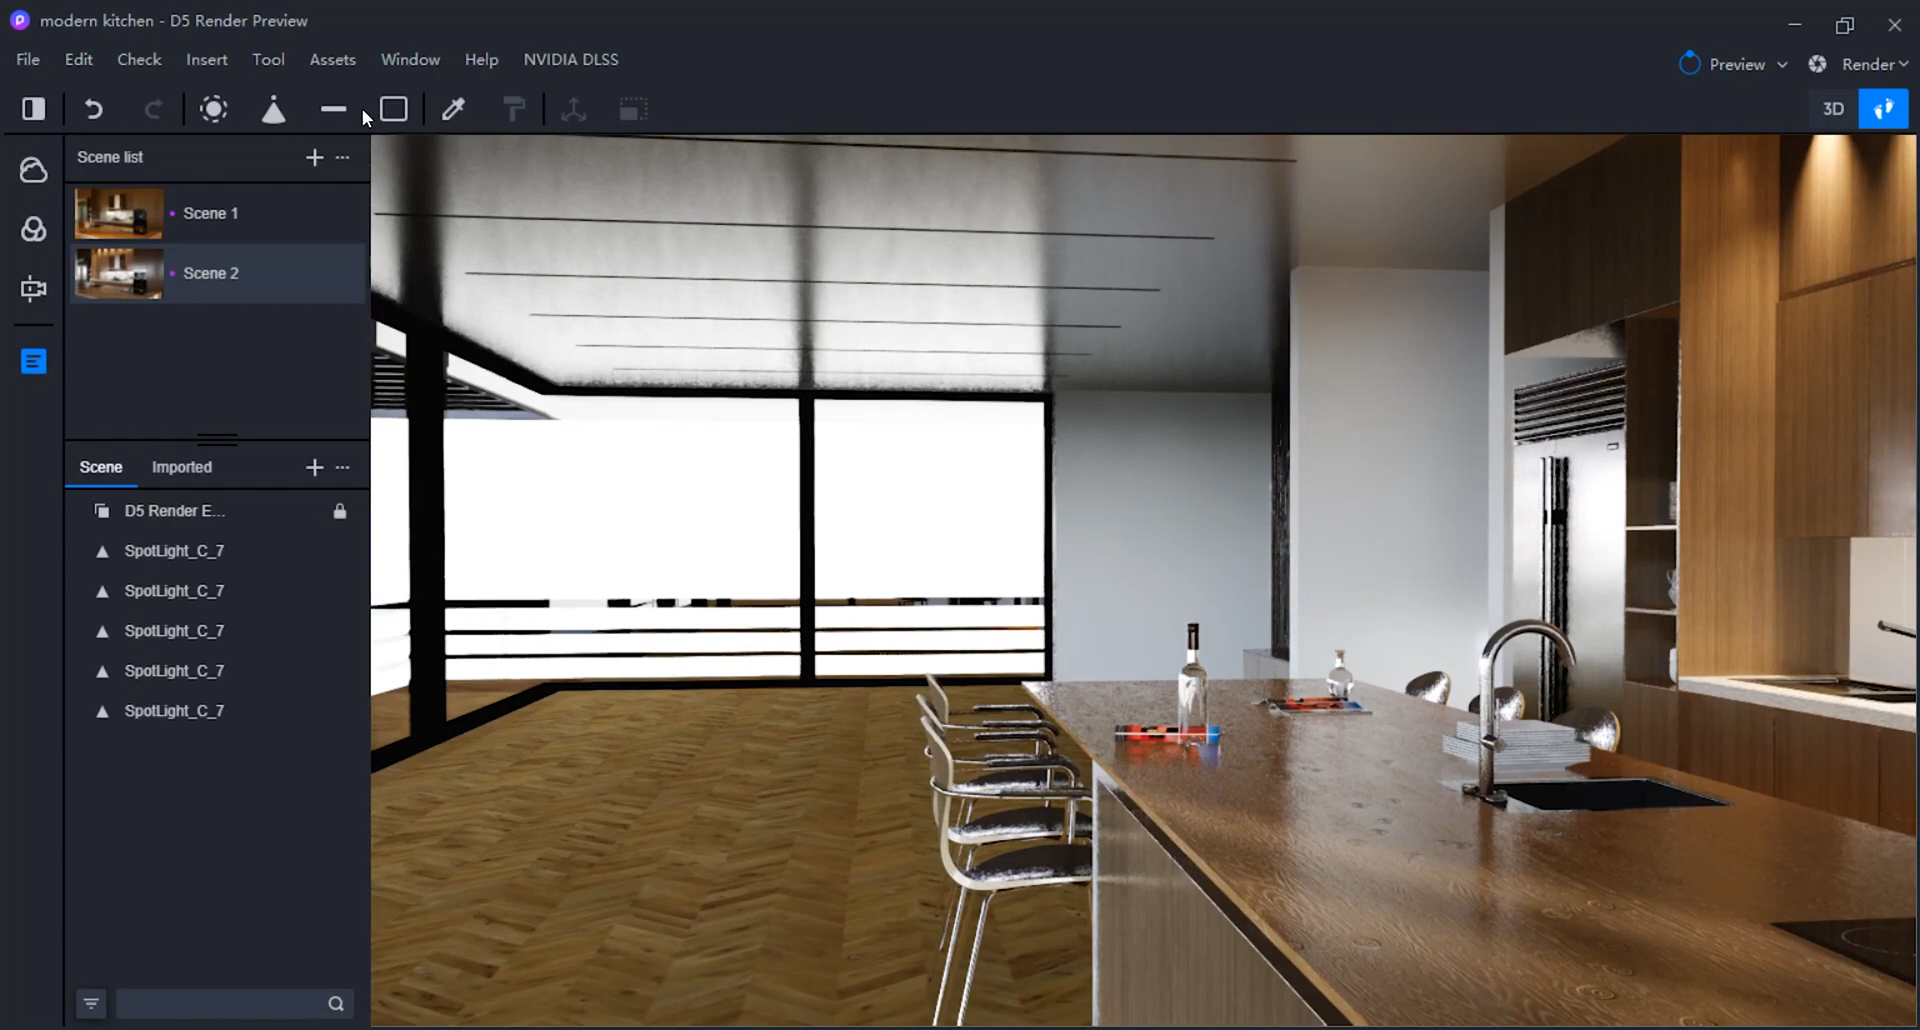 modern kitchen - D5 Render Preview
File Edit Check Insert Tool Assets Window Help NVIDIA DLSS
Preview Render
3D
Scene list
Scene 1
Scene 2
Scene Imported
D5 Render E...
SpotLight_C_7
SpotLight_C_7
SpotLight_C_7
SpotLight_C_7
SpotLight_C_7